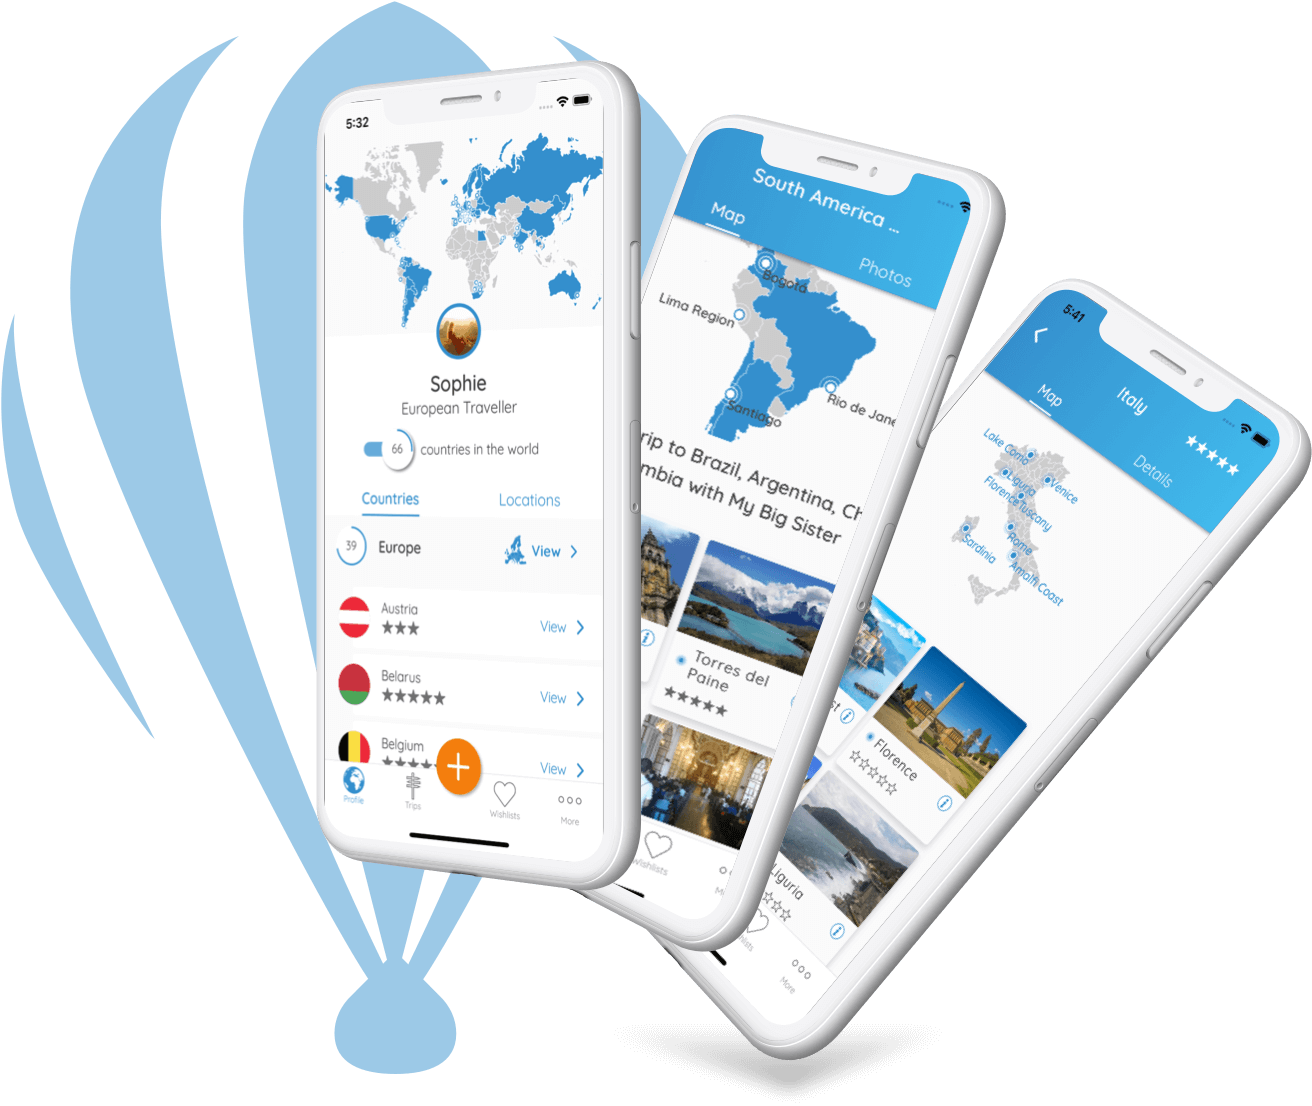 5:32
Sophie
European Traveller
66 countries in the world
Countries Locations
39 Europe View
Austria
View
Belarus
View
Belgium
View
Profile
Trips
Wishlists
More
South America ...
Map
Photos
Bogota
Lima Region
Rio de Jane
Santiago
rip to Brazil, Argentina, Ch
mbia with My Big Sister
Torres del
Paine
Wishlists
M
5:41
Map
Italy
Details
Lake Como
Liguria
Venice
Florence
Tuscany
Rome
Sardinia
Amalfi Coast
st
Florence
Liguria
hlists
More